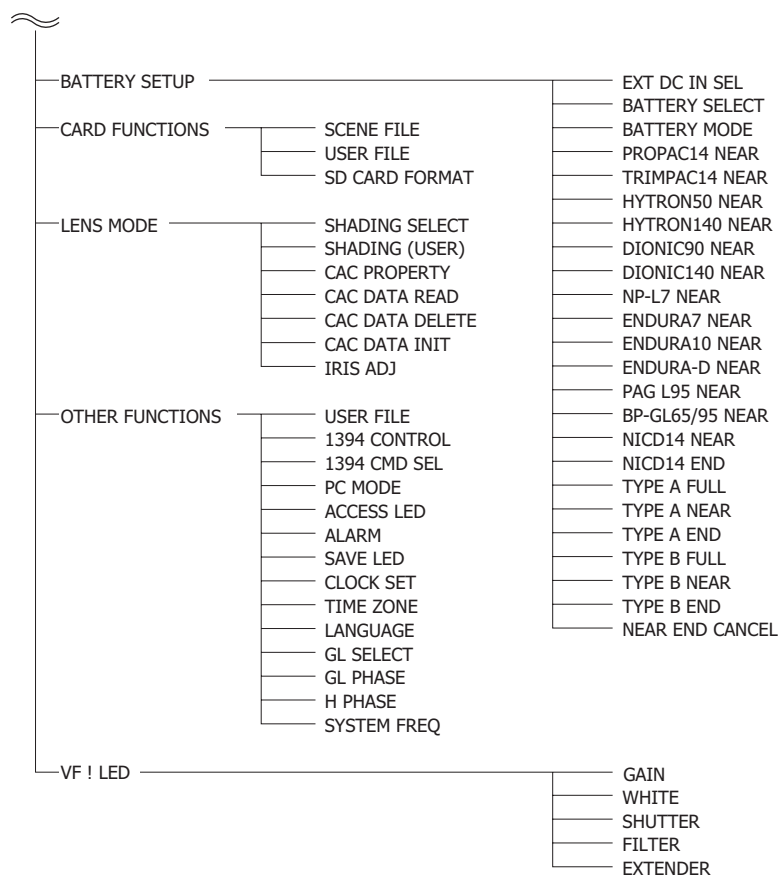 BATTERY SETUP
EXT DC IN SEL
BATTERY SELECT
BATTERY MODE
PROPAC14 NEAR
TRIMPAC14 NEAR
HYTRON50 NEAR
HYTRON140 NEAR
DIONIC90 NEAR
DIONIC140 NEAR
NP-L7 NEAR
ENDURA7 NEAR
ENDURA10 NEAR
ENDURA-D NEAR
PAG L95 NEAR
BP-GL65/95 NEAR
NICD14 NEAR
NICD14 END
TYPE A FULL
TYPE A NEAR
TYPE A END
TYPE B FULL
TYPE B NEAR
TYPE B END
NEAR END CANCEL
CARD FUNCTIONS
SCENE FILE
USER FILE
SD CARD FORMAT
LENS MODE
SHADING SELECT
SHADING (USER)
CAC PROPERTY
CAC DATA READ
CAC DATA DELETE
CAC DATA INIT
IRIS ADJ
OTHER FUNCTIONS
USER FILE
1394 CONTROL
1394 CMD SEL
PC MODE
ACCESS LED
ALARM
SAVE LED
CLOCK SET
TIME ZONE
LANGUAGE
GL SELECT
GL PHASE
H PHASE
SYSTEM FREQ
VF ! LED
GAIN
WHITE
SHUTTER
FILTER
EXTENDER